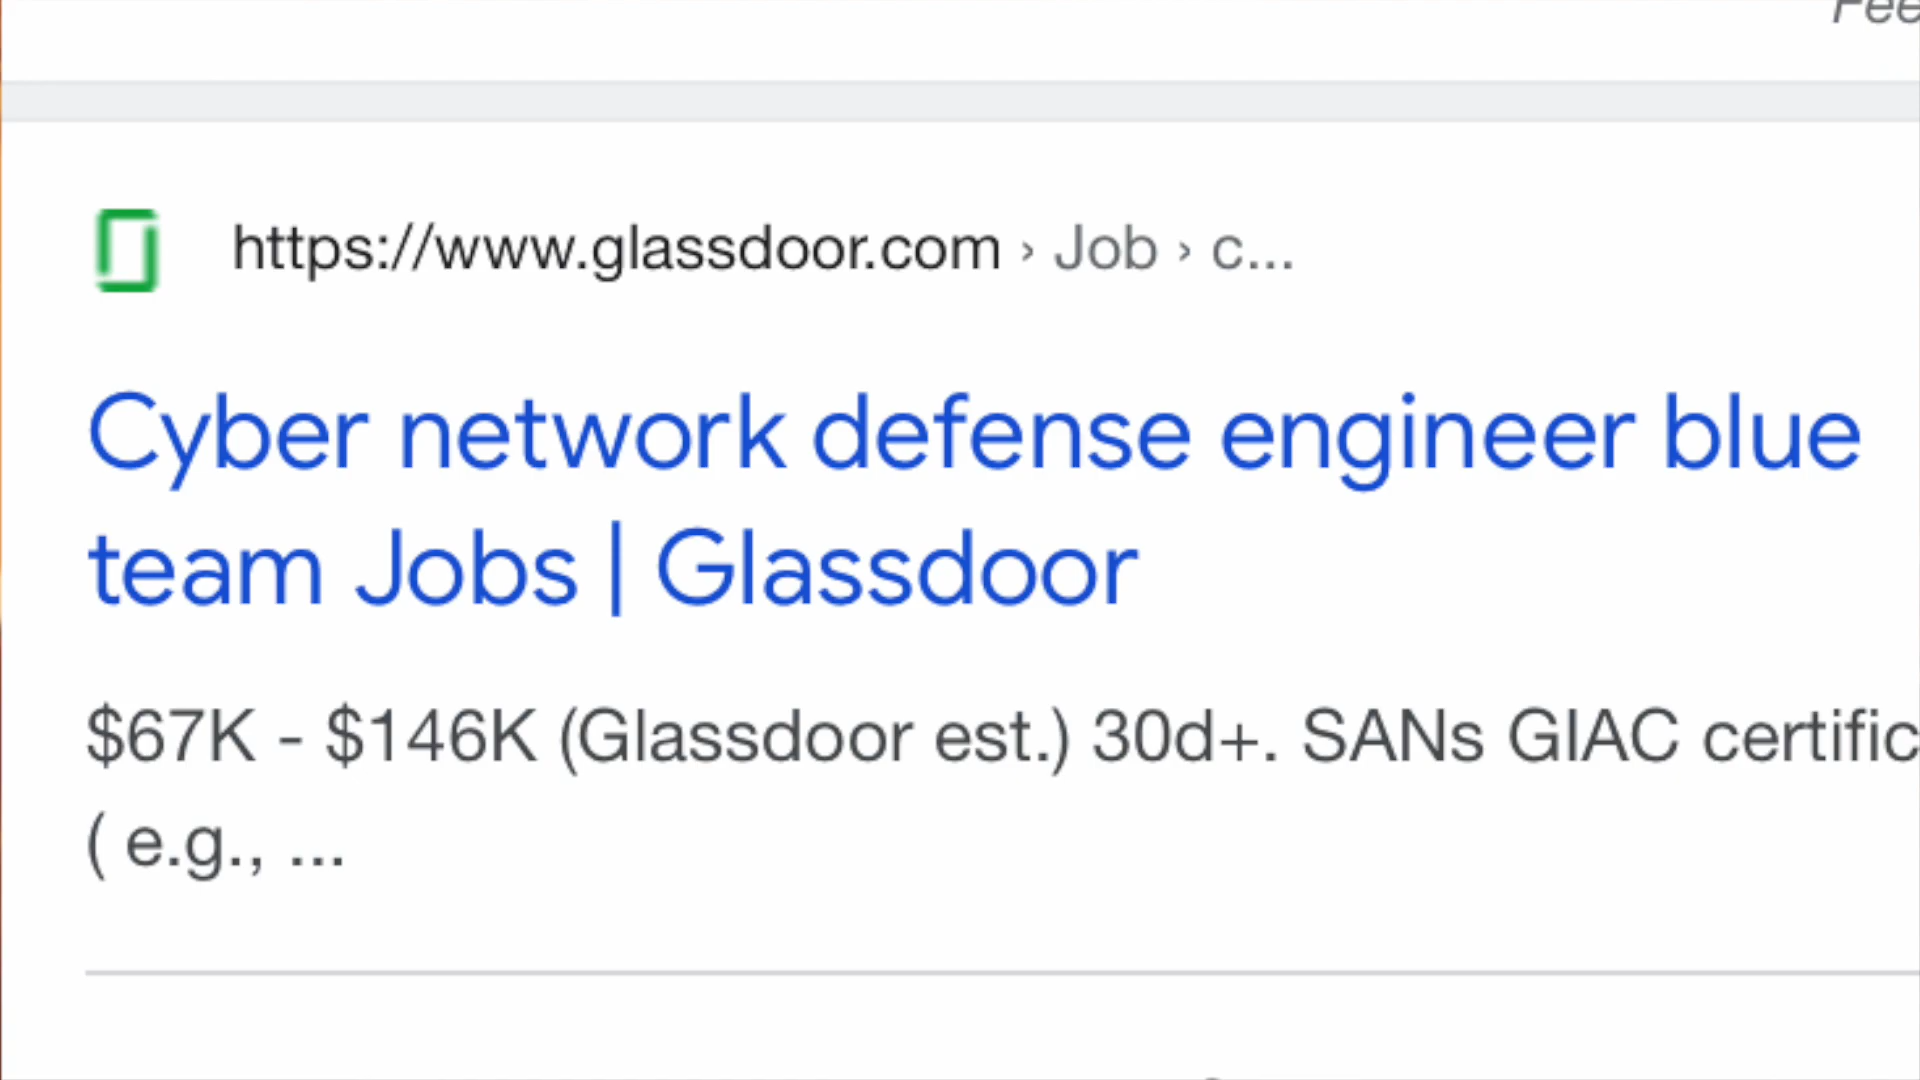 https://www.glassdoor.com › Job › c...
Cyber network defense engineer blue
team Jobs | Glassdoor
$67K - $146K (Glassdoor est.) 30d+. SANs GIAC
( e.g., ...